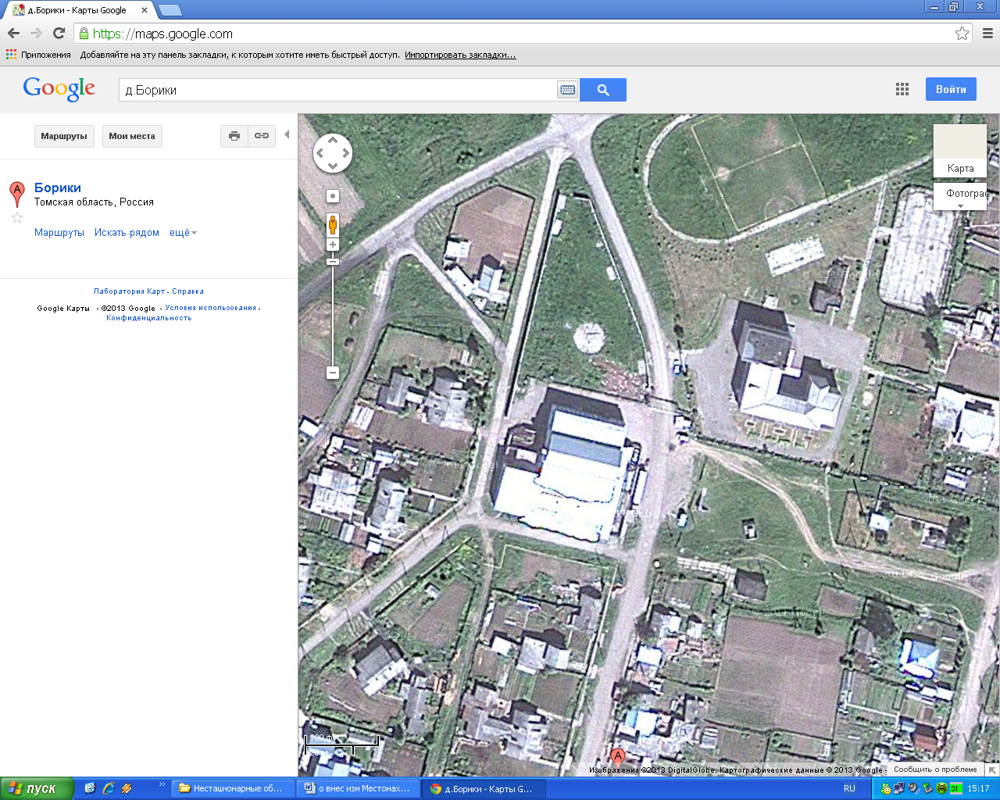 д.Борики - Карты Google
https://maps.google.com
Приложения Добавляйте на эту панель закладки, к которым хотите иметь быстрый доступ. Импортировать закладки...
Google
д.Борики
Войти
Маршруты Мои места
A
Борики
Томская область, Россия
Маршруты Искать рядом ещё
Лаборатория Карт - Справка
Google Карты - ©2013 Google - Условия использования -
Конфиденциальность
Карта
Фотограф
© 2011 Google
100 ф
A
Изображения ©2013 DigitalGlobe, Картографические данные © 2013 Google -
Сообщить о проблеме
пуск
Нестационарные об...
о внес изм Местонах...
д.Борики - Карты G...
RU
31
15:17